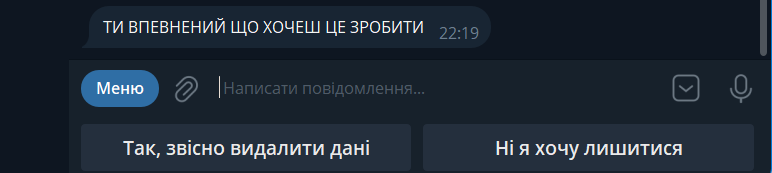 ТИ ВПЕВНЕНИЙ ЩО ХОЧЕШ ЦЕ ЗРОБИТИ 22:19
Меню Написати повідомлення...
Так, звісно видалити дані Ні я хочу лишитися